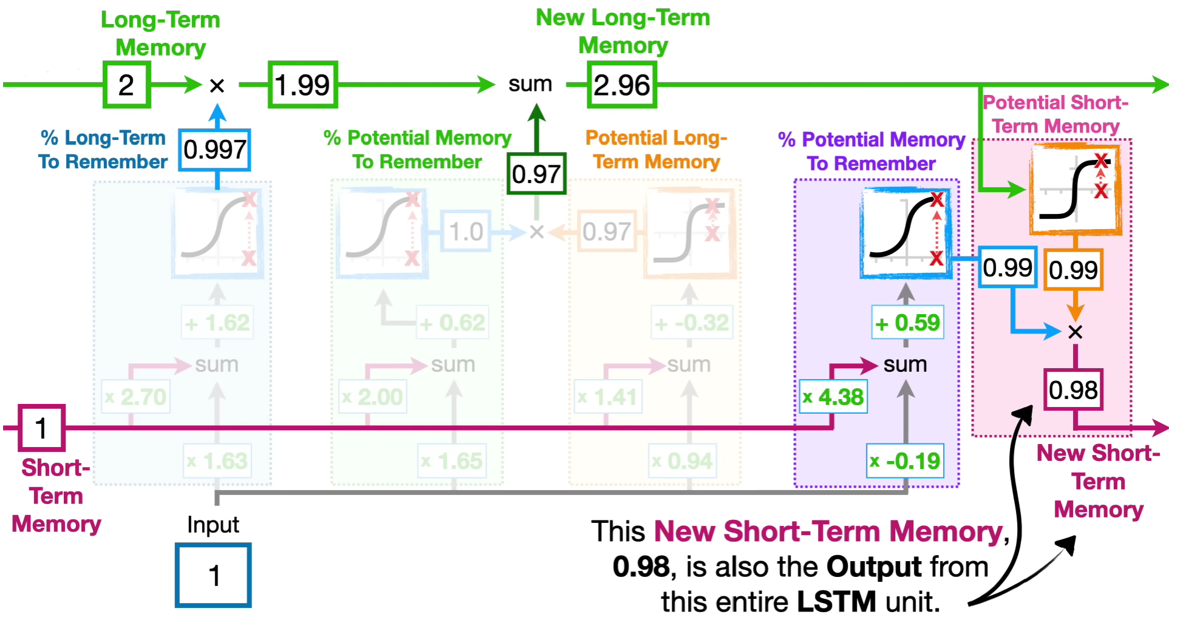 Long-Term
Memory
New Long-Term
Memory
2
×
1.99
sum
2.96
% Long-Term
To Remember
0.997
% Potential Memory
To Remember
0.97
Potential Long-
Term Memory
% Potential Memory
To Remember
Potential Short-
Term Memory
1.0
×
0.97
0.99
0.99
+ 1.62
+ 0.62
+ -0.32
+ 0.59
×
sum
sum
sum
sum
x 2.70
x 2.00
x 1.41
x 4.38
0.98
1
x 1.63
x 1.65
x 0.94
x -0.19
Short-
Term
Memory
New Short-
Term
Memory
Input
1
This New Short-Term Memory,
0.98, is also the Output from
this entire LSTM unit.